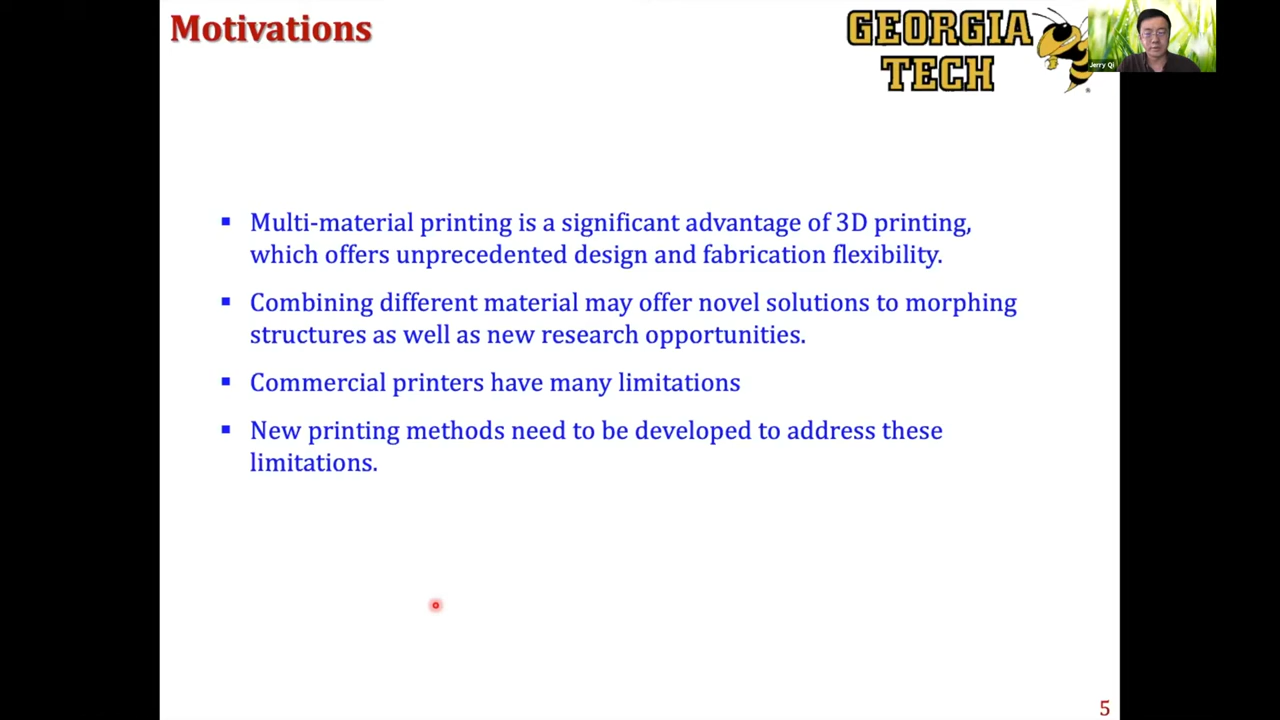 Motivations
GEORGIA
TECH
®
Jerry Qi
▪ Multi-material printing is a significant advantage of 3D printing,
which offers unprecedented design and fabrication flexibility.
▪ Combining different material may offer novel solutions to morphing
structures as well as new research opportunities.
▪ Commercial printers have many limitations
▪ New printing methods need to be developed to address these
limitations.
5